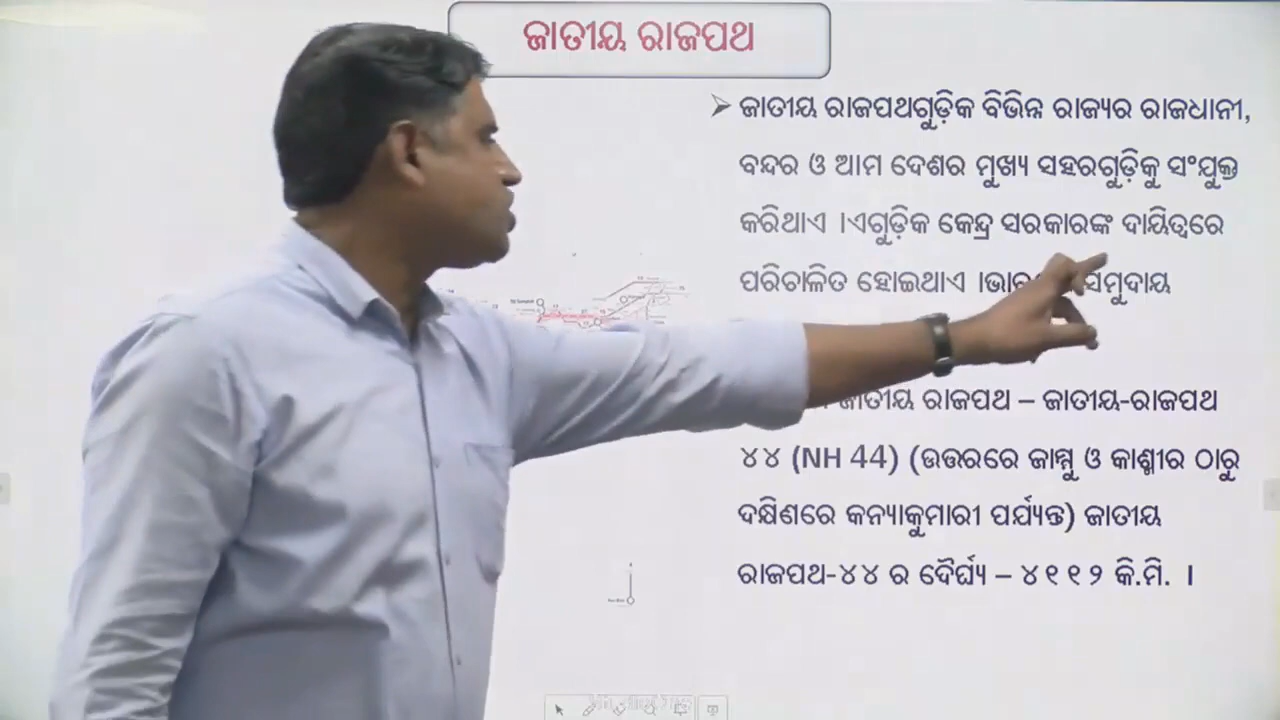 ଜାତୀୟ ରାଜପଥ
➢ ଜାତୀୟ ରାଜପଥଗୁଡ଼ିକ ବିଭିନ୍ନ ରାଜ୍ୟର ରାଜଧାନୀ,
ବନ୍ଦର ଓ ଆମ ଦେଶର ମୁଖ୍ୟ ସହରଗୁଡ଼ିକୁ ସଂଯୁକ୍ତ
କରିଥାଏ ।ଏଗୁଡ଼ିକ କେନ୍ଦ୍ର ସରକାରଙ୍କ ଦାୟିତ୍ୱରେ
ପରିଚାଳିତ ହୋଇଥାଏ । ସମୁଦାୟ
ଜାତୀୟ ରାଜପଥ – ଜାତୀୟ-ରାଜପଥ
୪୪ (NH 44) (ଉତ୍ତରରେ ଜାମ୍ମୁ ଓ କାଶ୍ମୀର ଠାରୁ
ଦକ୍ଷିଣରେ କନ୍ୟାକୁମାରୀ ପର୍ଯ୍ୟନ୍ତ) ଜାତୀୟ
ରାଜପଥ-୪୪ ର ଦୈର୍ଘ୍ୟ – ୪୧୧୨ କି.ମି. ।